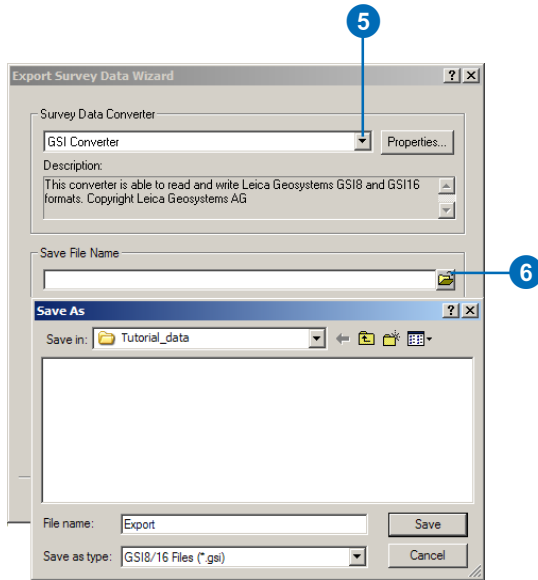 5
Export Survey Data Wizard
Survey Data Converter
GSI Converter
Properties...
Description:
This converter is able to read and write Leica Geosystems GSI8 and GSI16
formats. Copyright Leica Geosystems AG
Save File Name
6
Save As
Save in: Tutorial_data
File name: Export
Save
Save as type: GSI8/16 Files (*.gsi)
Cancel